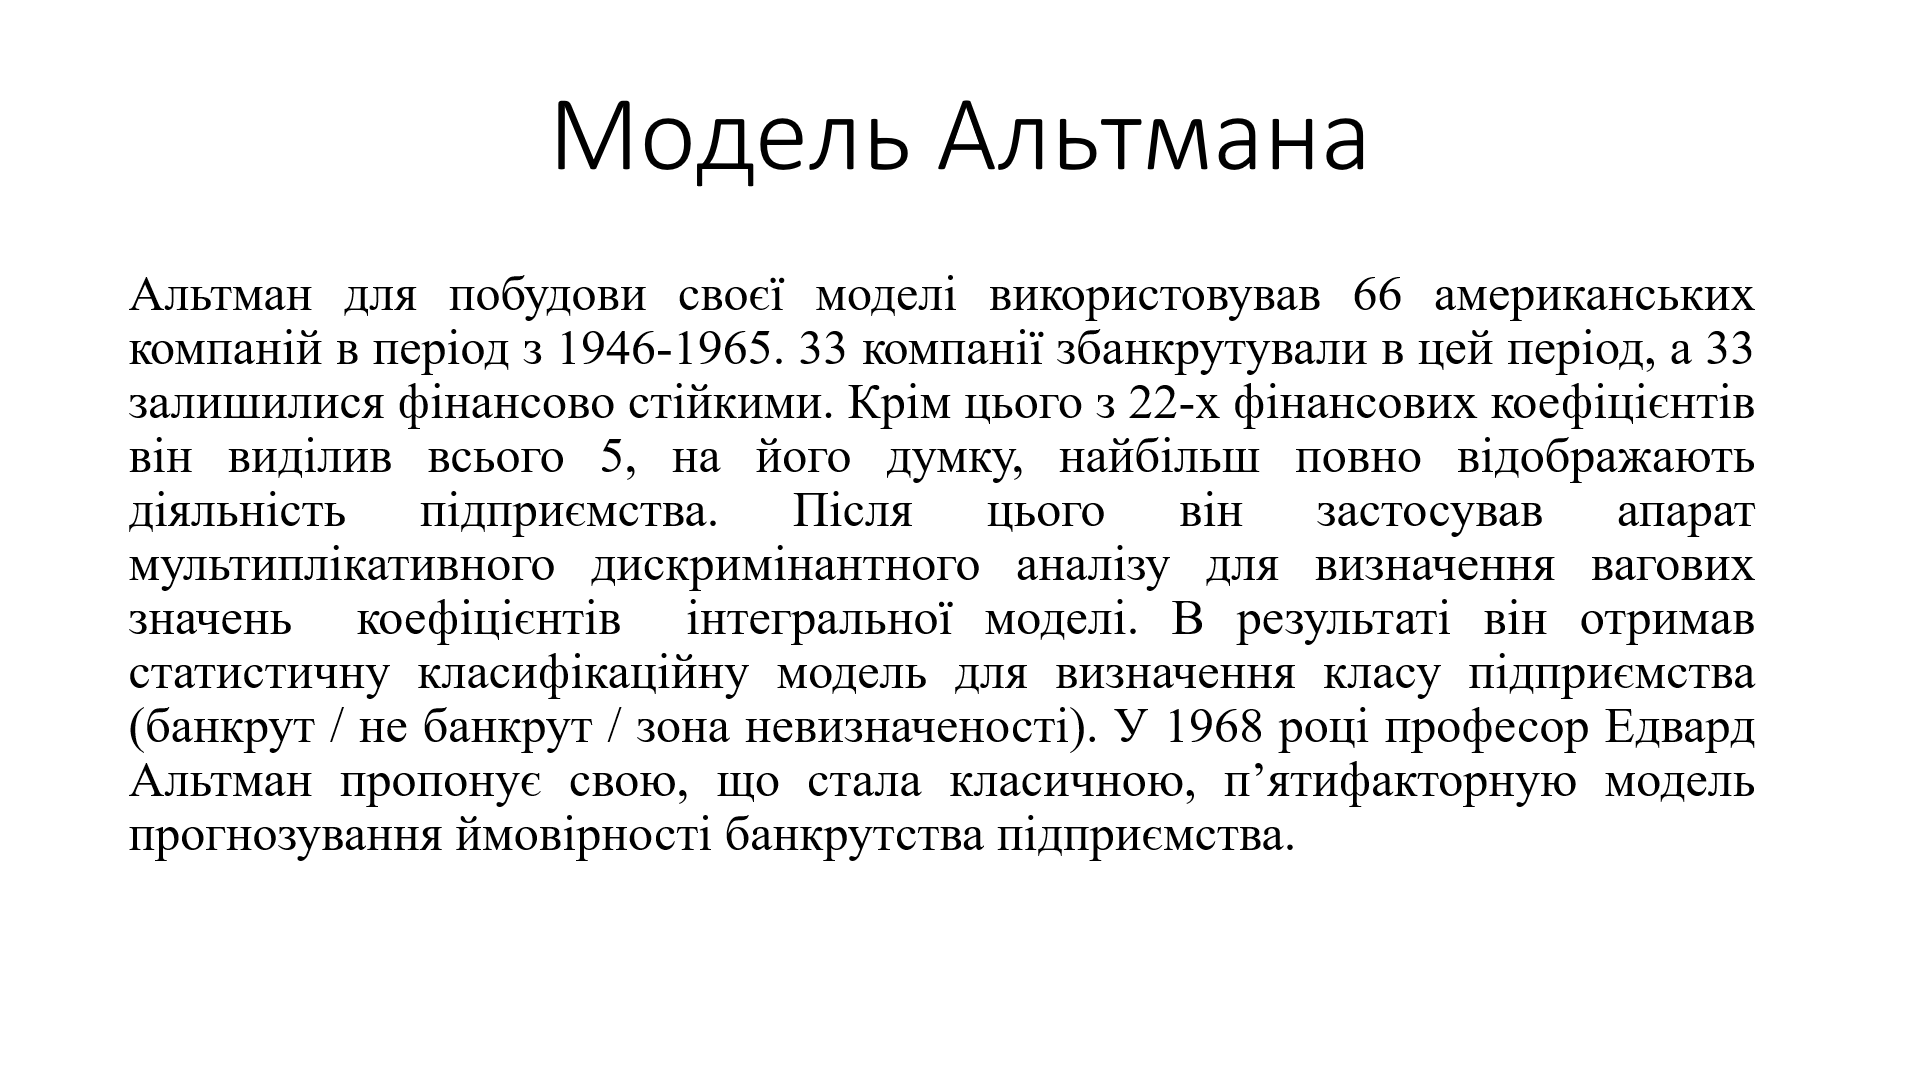 Модель Альтмана
Альтман для побудови своєї моделі використовував 66 американських
компаній в період з 1946-1965. 33 компанії збанкрутували в цей період, а 33
залишилися фінансово стійкими. Крім цього з 22-х фінансових коефіцієнтів
він виділив всього 5, на його думку, найбільш повно відображають
діяльність підприємства. Після цього він застосував апарат
мультиплікативного дискримінантного аналізу для визначення вагових
значень коефіцієнтів інтегральної моделі. В результаті він отримав
статистичну класифікаційну модель для визначення класу підприємства
(банкрут / не банкрут / зона невизначеності). У 1968 році професор Едвард
Альтман пропонує свою, що стала класичною, п’ятифакторную модель
прогнозування ймовірності банкрутства підприємства.